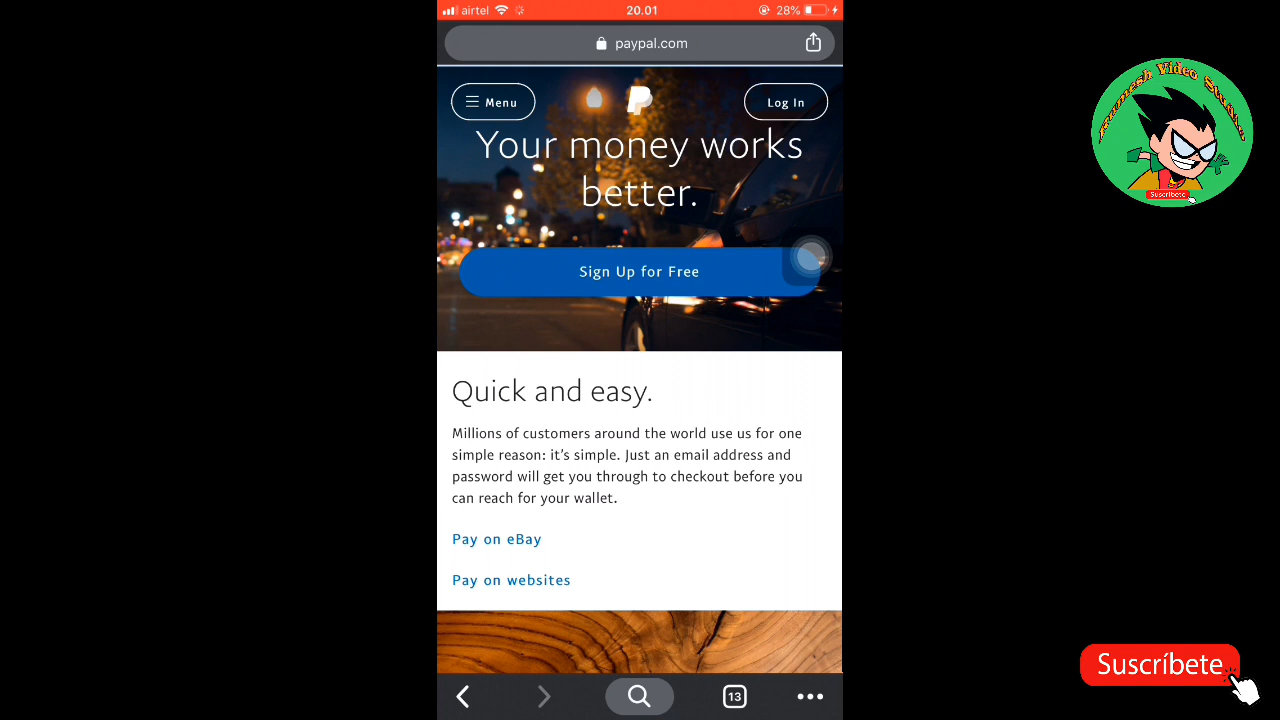 airtel
20.01
28%
paypal.com
Menu
Log In
Your money works
better.
Sign Up for Free
Quick and easy.
Millions of customers around the world use us for one
simple reason: it's simple. Just an email address and
password will get you through to checkout before you
can reach for your wallet.
Pay on eBay
Pay on websites
13
Video
Suscríbete
Suscríbete